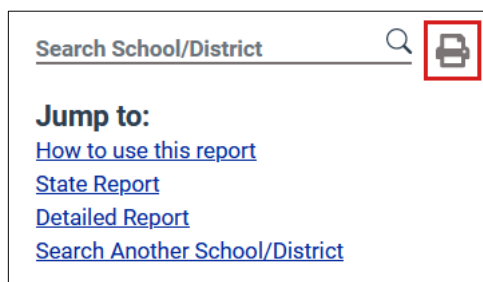 Search School/District
Jump to:
How to use this report
State Report
Detailed Report
Search Another School/District